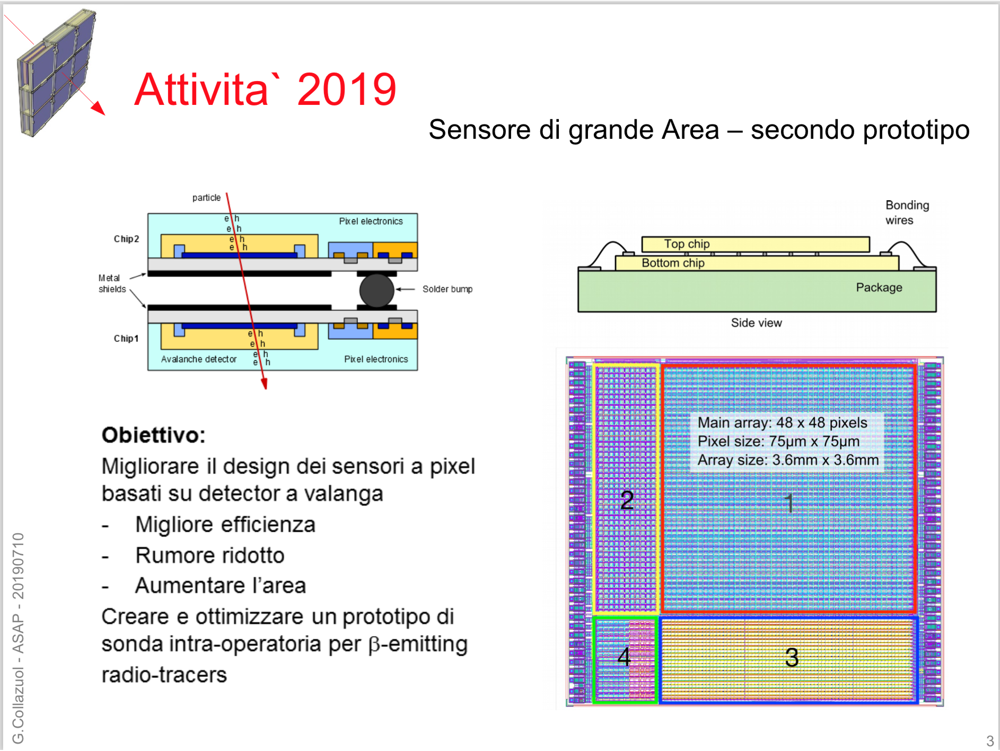 Attivita` 2019
Sensore di grande Area – secondo prototipo
particle
e h
e h
e h
e h
Pixel electronics
Chip2
Metal
shields
Solder bump
Chip1
e h
e h
e h
e h
Avalanche detector
Pixel electronics
Bonding
wires
Top chip
Bottom chip
Package
Side view
Obiettivo:
Migliorare il design dei sensori a pixel
basati su detector a valanga
- Migliore efficienza
- Rumore ridotto
- Aumentare l’area
Creare e ottimizzare un prototipo di
sonda intra-operatoria per β-emitting
radio-tracers
Main array: 48 x 48 pixels
Pixel size: 75µm x 75µm
Array size: 3.6mm x 3.6mm
2
1
4
3
G.Collazuol - ASAP - 20190710
3